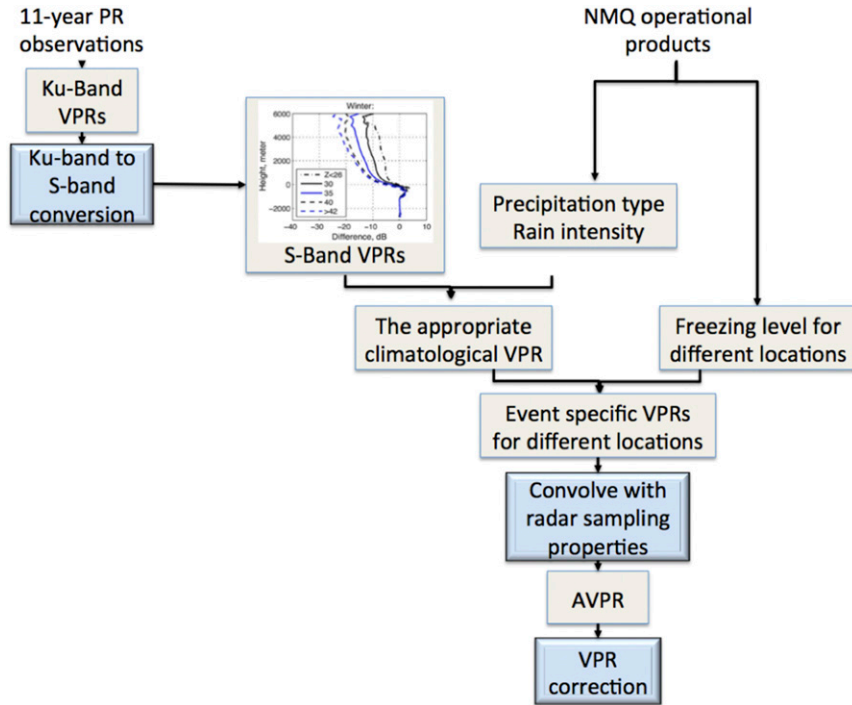 11-year PR
observations
NMQ operational
products
Ku-Band
VPRs
Ku-band to
S-band
conversion
Winter:
Height, meter
6000
4000
2000
0
−2000
Z<28
30
35
40
>42
−40 −30 −20 −10 0 10
Difference, dB
S-Band VPRs
Precipitation type
Rain intensity
The appropriate
climatological VPR
Freezing level for
different locations
Event specific VPRs
for different locations
Convolve with
radar sampling
properties
AVPR
VPR
correction